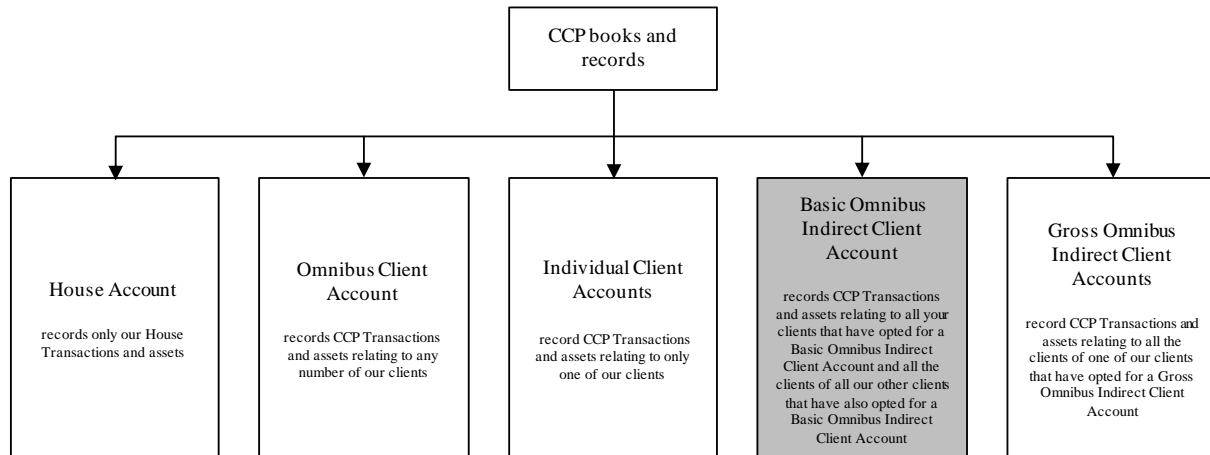 CCP books and
records
House Account
records only our House
Transactions and assets
Omnibus Client
Account
records CCP Transactions
and assets relating to any
number of our clients
Individual Client
Accounts
record CCP Transactions
and assets relating to only
one of our clients
Basic Omnibus
Indirect Client
Account
records CCP Transactions
and assets relating to all your
clients that have opted for a
Basic Omnibus Indirect
Client Account and all the
clients of all our other clients
that have also opted for a
Basic Omnibus Indirect
Client Account
Gross Omnibus
Indirect Client
Accounts
record CCP Transactions and
assets relating to all the
clients of one of our clients
that have opted for a Gross
Omnibus Indirect Client
Account